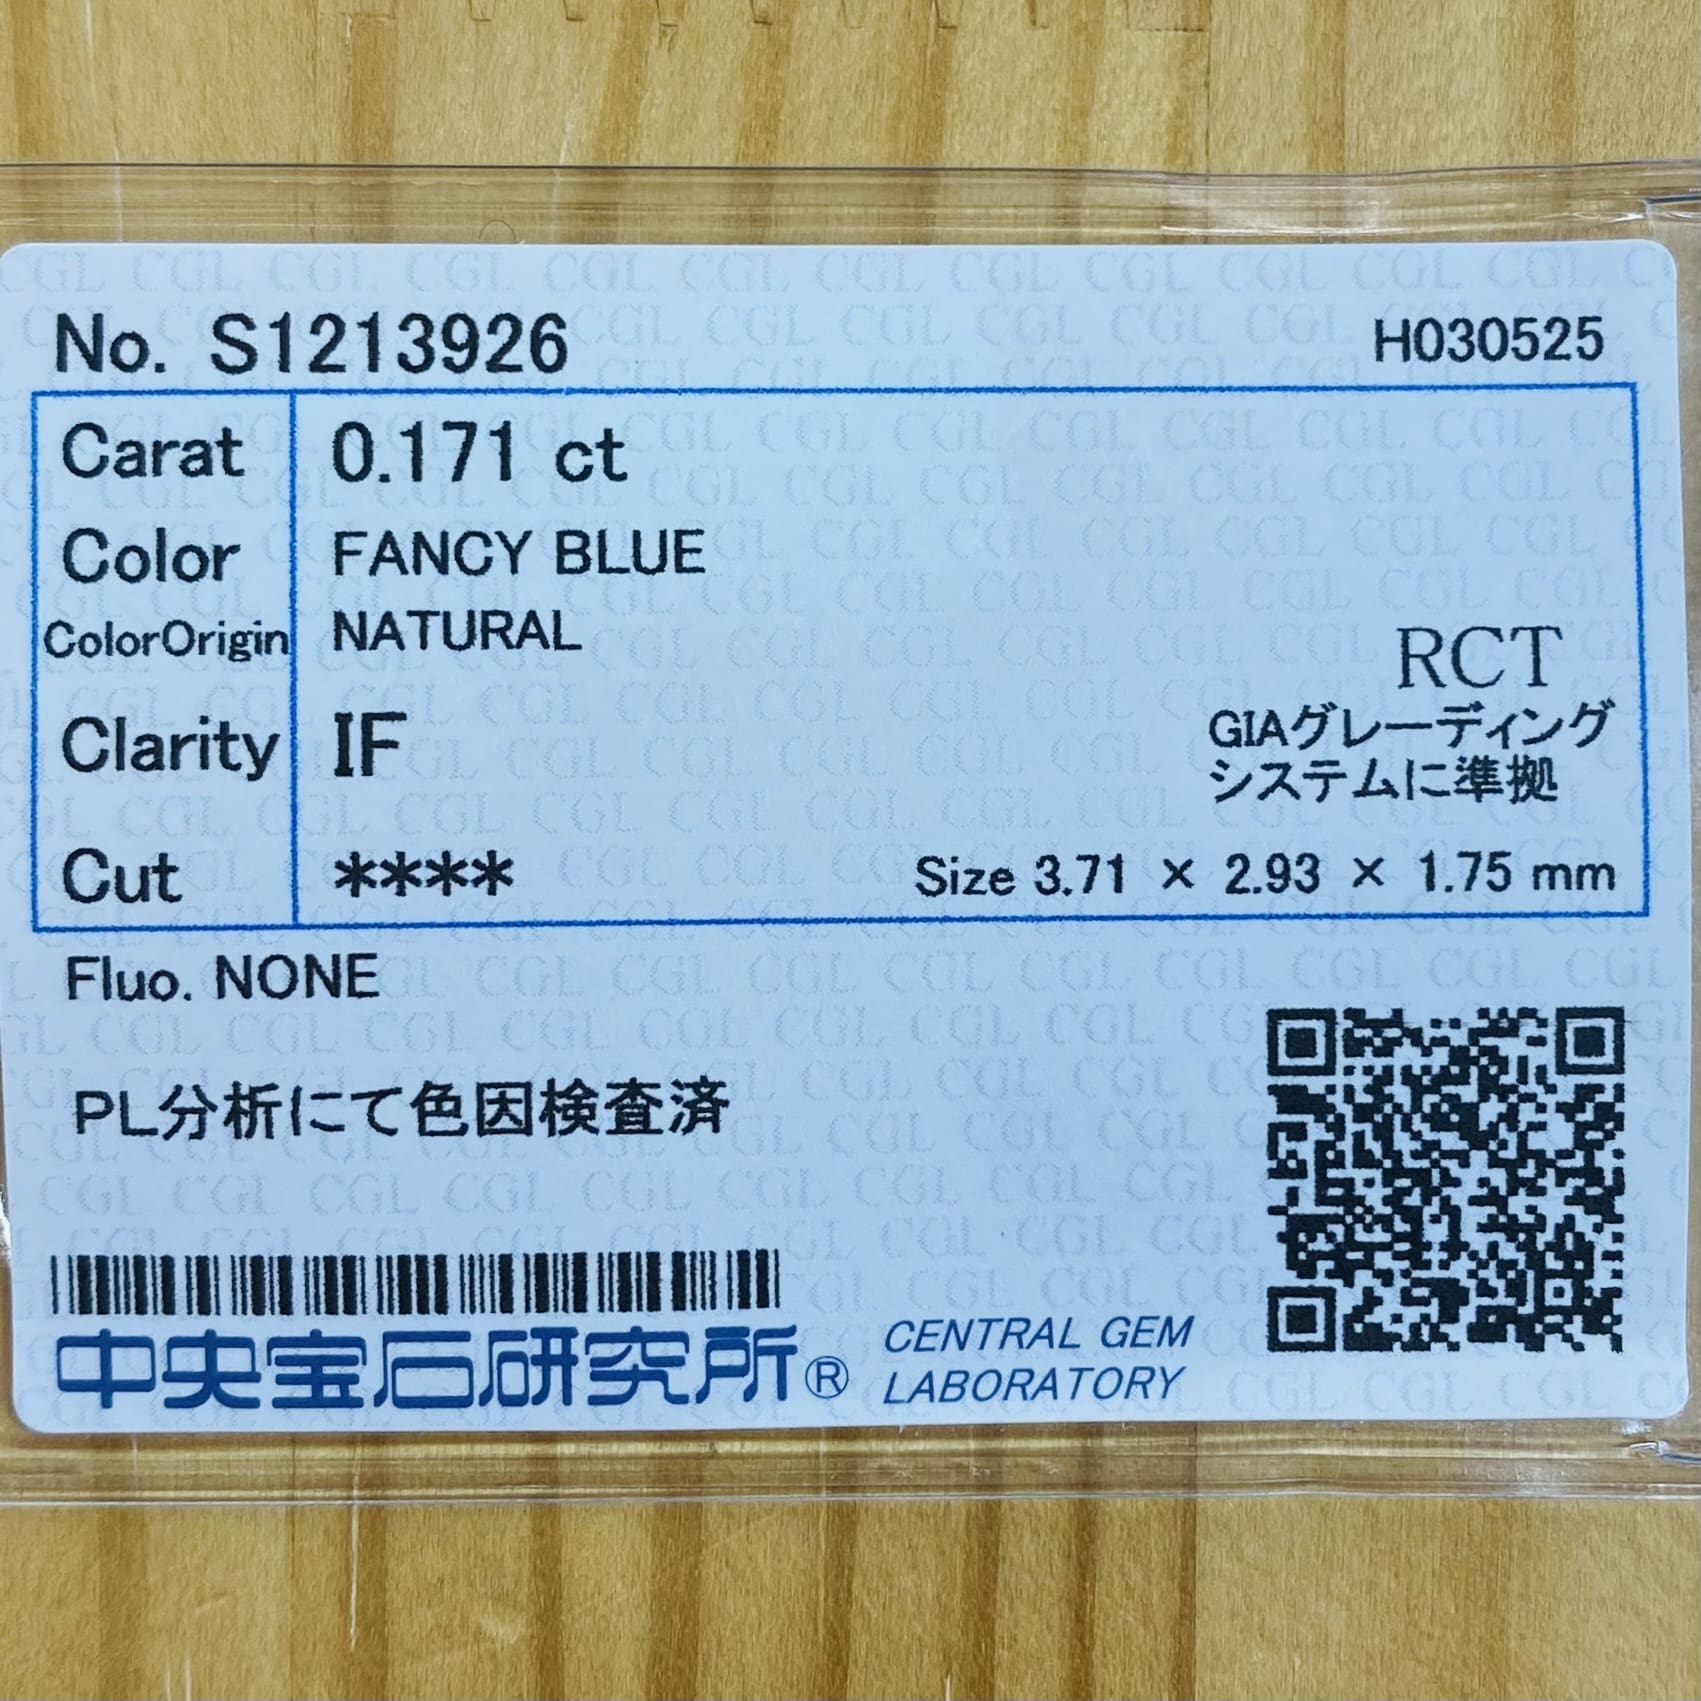 No. S1213926
H030525
Carat 0.171 ct
Color FANCY BLUE
ColorOrigin NATURAL
RCT
Clarity IF
GIAグレーディング
システムに準拠
Cut ****
Size 3.71 × 2.93 × 1.75 mm
Fluo. NONE
PL分析にて色因検査済
中央宝石研究所®
CENTRAL GEM
LABORATORY